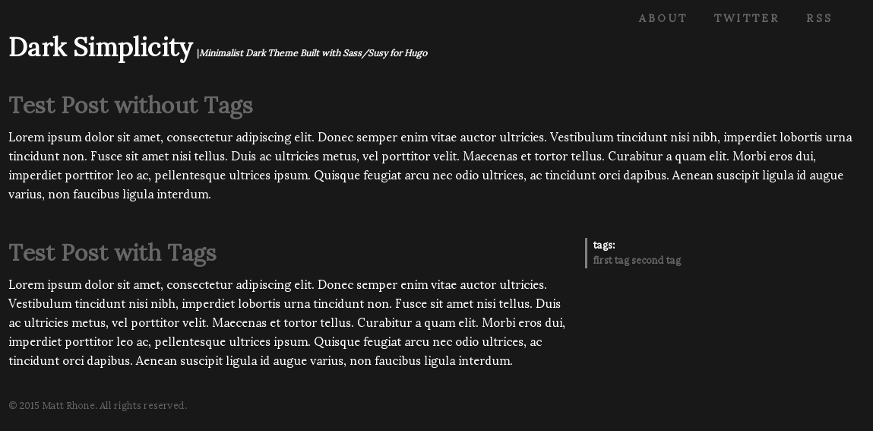 ABOUT TWITTER RSS
Dark Simplicity |Minimalist Dark Theme Built with Sass/Susy for Hugo
Test Post without Tags
Lorem ipsum dolor sit amet, consectetur adipiscing elit. Donec semper enim vitae auctor ultricies. Vestibulum tincidunt nisi nibh, imperdiet lobortis urna
tincidunt non. Fusce sit amet nisi tellus. Duis ac ultricies metus, vel porttitor velit. Maecenas et tortor tellus. Curabitur a quam elit. Morbi eros dui,
imperdiet porttitor leo ac, pellentesque ultrices ipsum. Quisque feugiat arcu nec odio ultrices, ac tincidunt orci dapibus. Aenean suscipit ligula id augue
varius, non faucibus ligula interdum.
Test Post with Tags
Lorem ipsum dolor sit amet, consectetur adipiscing elit. Donec semper enim vitae auctor ultricies.
Vestibulum tincidunt nisi nibh, imperdiet lobortis urna tincidunt non. Fusce sit amet nisi tellus. Duis
ac ultricies metus, vel porttitor velit. Maecenas et tortor tellus. Curabitur a quam elit. Morbi eros dui,
imperdiet porttitor leo ac, pellentesque ultrices ipsum. Quisque feugiat arcu nec odio ultrices, ac
tincidunt orci dapibus. Aenean suscipit ligula id augue varius, non faucibus ligula interdum.
tags:
first tag second tag
© 2015 Matt Rhone. All rights reserved.